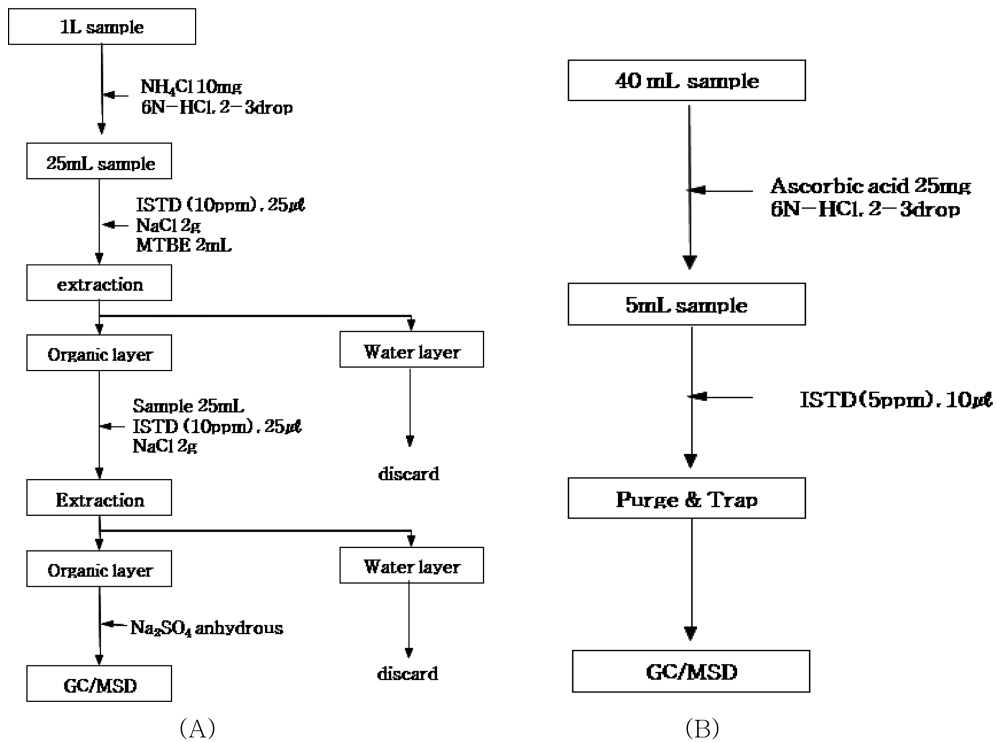 1L sample
NH₄Cl 10mg
6N-HCl. 2-3drop
25mL sample
ISTD (10ppm). 25㎕
NaCl 2g
MTBE 2mL
extraction
Organic layer
Water layer
Sample 25mL
ISTD (10ppm). 25㎕
NaCl 2g
discard
Extraction
Organic layer
Water layer
Na₂SO₄ anhydrous
discard
GC/MSD
(A)
40 mL sample
Ascorbic acid 25mg
6N-HCl. 2-3drop
5mL sample
ISTD(5ppm). 10㎕
Purge & Trap
GC/MSD
(B)